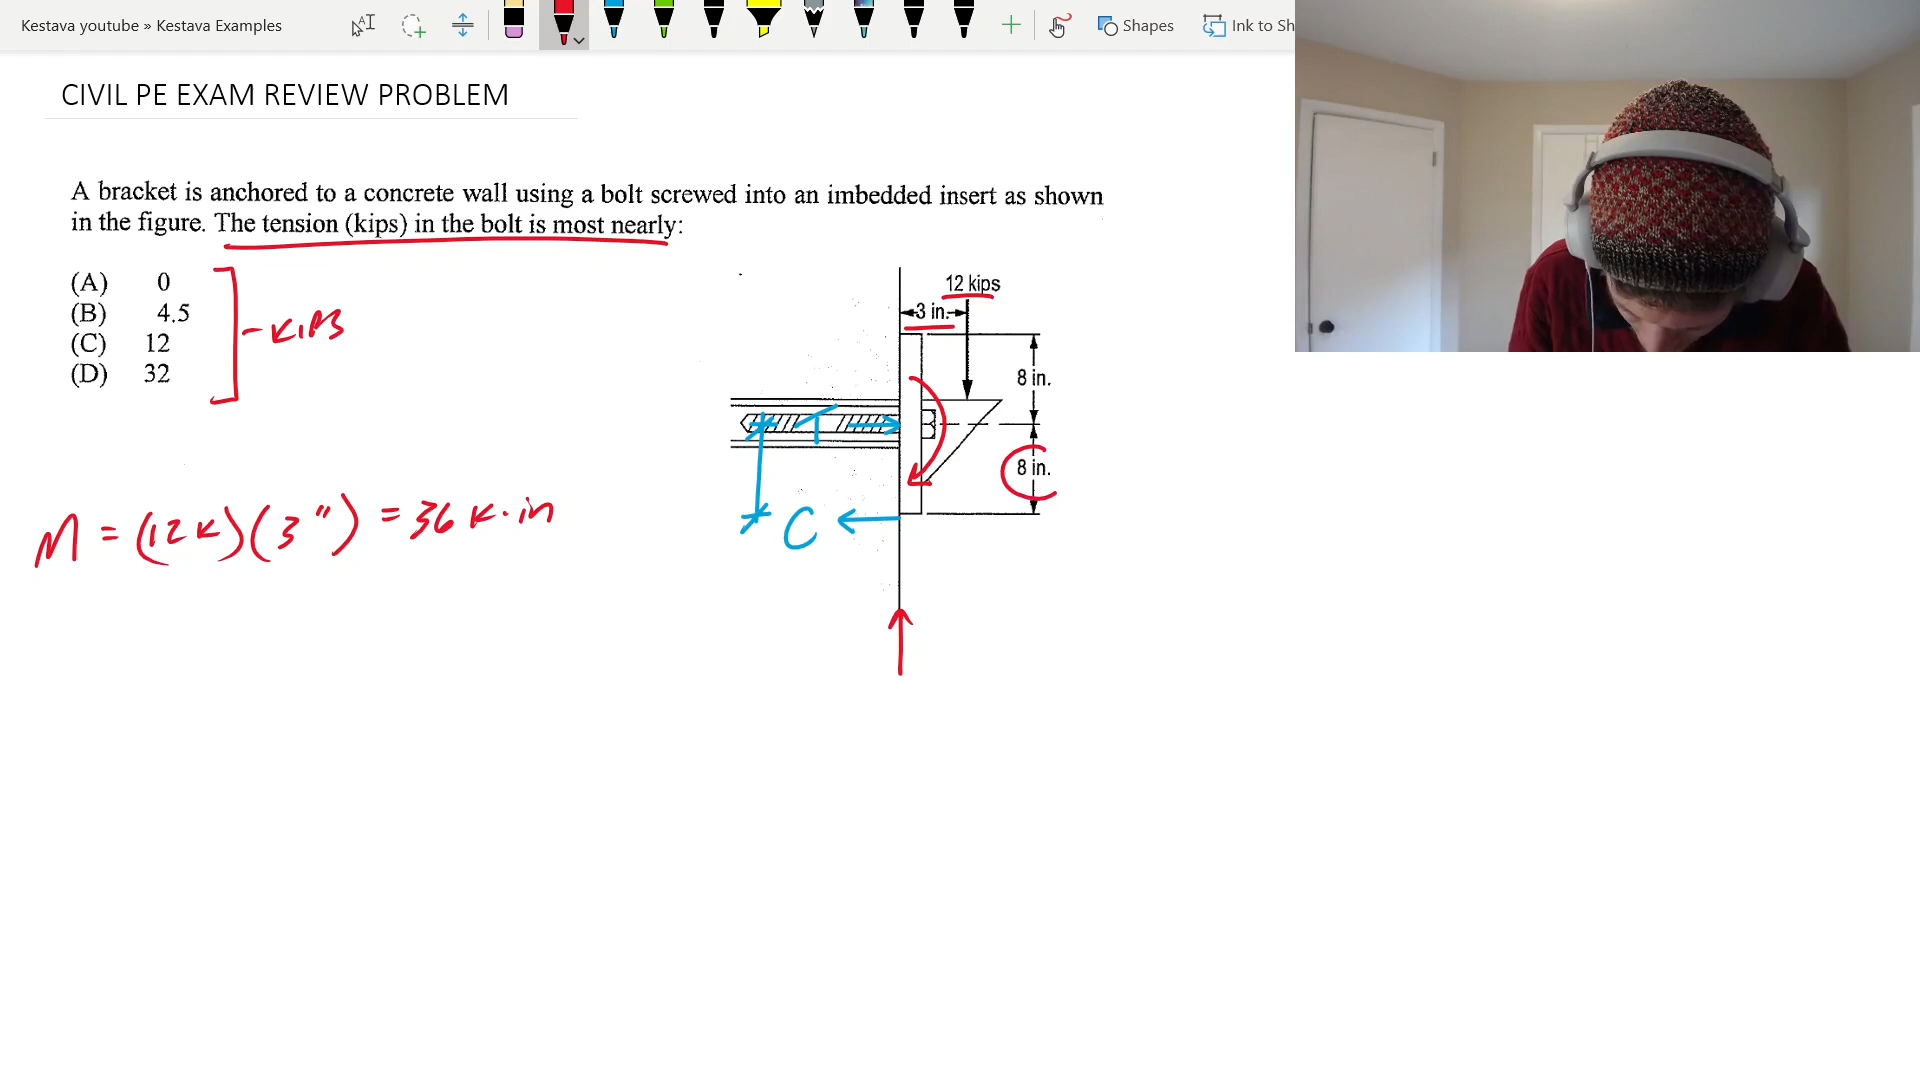 Kestava youtube » Kestava Examples
Shapes
Ink to Sh
CIVIL PE EXAM REVIEW PROBLEM
A bracket is anchored to a concrete wall using a bolt screwed into an imbedded insert as shown
in the figure. The tension (kips) in the bolt is most nearly:
(A) 0
(B) 4.5
(C) 12
(D) 32
- KIPS
12 kips
3 in.
8 in.
T
8 in.
C
M = (12 K)(3") = 36 K·in